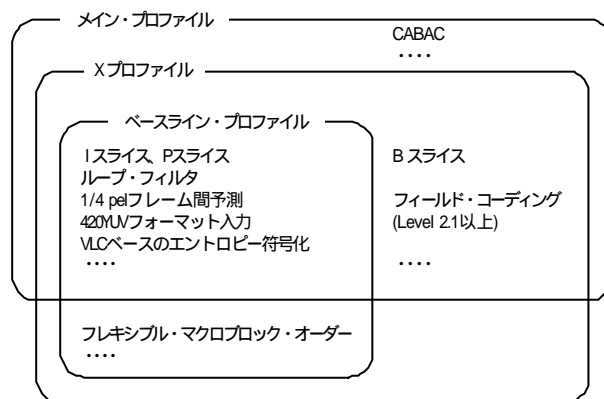 メイン・プロファイル
CABAC
・・・・
Xプロファイル
ベースライン・プロファイル
Iスライス、Pスライス
ループ・フィルタ
1/4 pelフレーム間予測
420YUVフォーマット入力
VLCベースのエントロピー符号化
・・・・
Bスライス
フィールド・コーディング
(Level 2.1以上)
・・・・
フレキシブル・マクロブロック・オーダー
・・・・